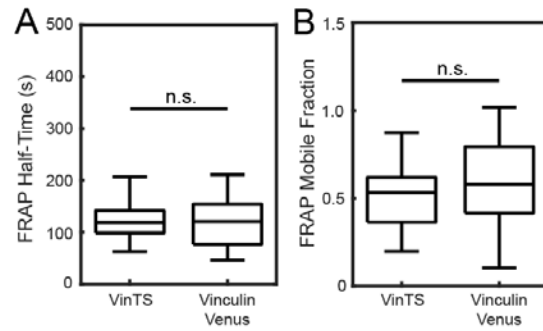 A
FRAP Half-Time (s)
500
400
300
200
100
0
n.s.
VinTS
Vinculin
Venus
B
FRAP Mobile Fraction
1.5
1.0
0.5
0
n.s.
VinTS
Vinculin
Venus